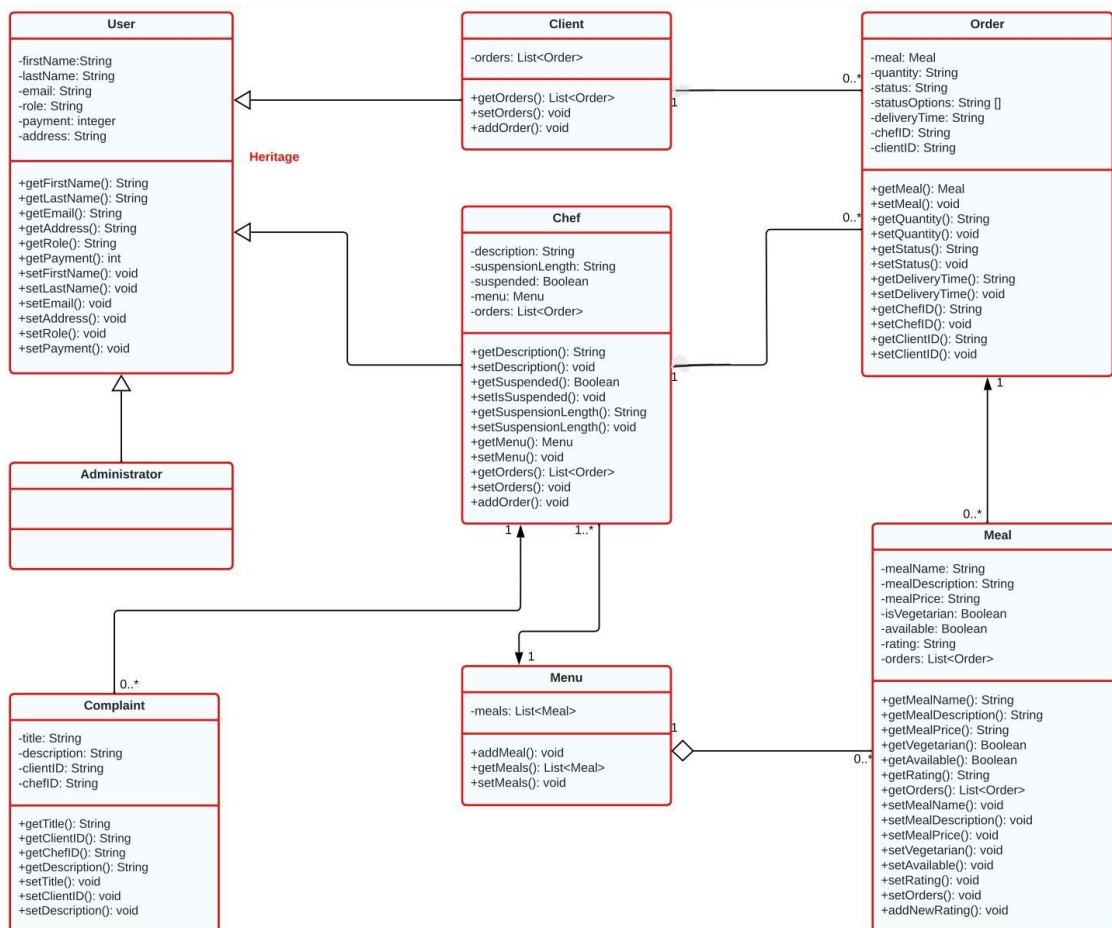 User
-firstName:String
-lastName: String
-email: String
-role: String
-payment: integer
-address: String
+getFirstName(): String
+getLastName(): String
+getEmail(): String
+getAddress(): String
+getRole(): String
+getPayment(): int
+setFirstName(): void
+setLastName(): void
+setEmail(): void
+setAddress(): void
+setRole(): void
+setPayment(): void
Heritage
Client
-orders: List<Order>
+getOrders(): List<Order>
+setOrders(): void
+addOrder(): void
1
0..*
Order
-meal: Meal
-quantity: String
-status: String
-statusOptions: String []
-deliveryTime: String
-chefID: String
-clientID: String
+getMeal(): Meal
+setMeal(): void
+getQuantity(): String
+setQuantity(): void
+getStatus(): String
+setStatus(): void
+getDeliveryTime(): String
+setDeliveryTime(): void
+getChefID(): String
+setChefID(): void
+getClientID(): String
+setClientID(): void
0..*
Chef
-description: String
-suspensionLength: String
-suspended: Boolean
-menu: Menu
-orders: List<Order>
+getDescription(): String
+setDescription(): void
+getSuspended(): Boolean
+setIsSuspended(): void
+getSuspensionLength(): String
+setSuspensionLength(): void
+getMenu(): Menu
+setMenu(): void
+getOrders(): List<Order>
+setOrders(): void
+addOrder(): void
1
1
Administrator
1
1..*
0..*
1
0..*
Complaint
-title: String
-description: String
-clientID: String
-chefID: String
+getTitle(): String
+getClientID(): String
+getChefID(): String
+getDescription(): String
+setTitle(): void
+setClientID(): void
+setDescription(): void
Menu
-meals: List<Meal>
+addMeal(): void
+getMeals(): List<Meal>
+setMeals(): void
1
0..*
Meal
-mealName: String
-mealDescription: String
-mealPrice: String
-isVegetarian: Boolean
-available: Boolean
-rating: String
-orders: List<Order>
+getMealName(): String
+getMealDescription(): String
+getMealPrice(): String
+getVegetarian(): Boolean
+getAvailable(): Boolean
+getRating(): String
+getOrders(): List<Order>
+setMealName(): void
+setMealDescription(): void
+setMealPrice(): void
+setVegetarian(): void
+setAvailable(): void
+setRating(): void
+setOrders(): void
+addNewRating(): void